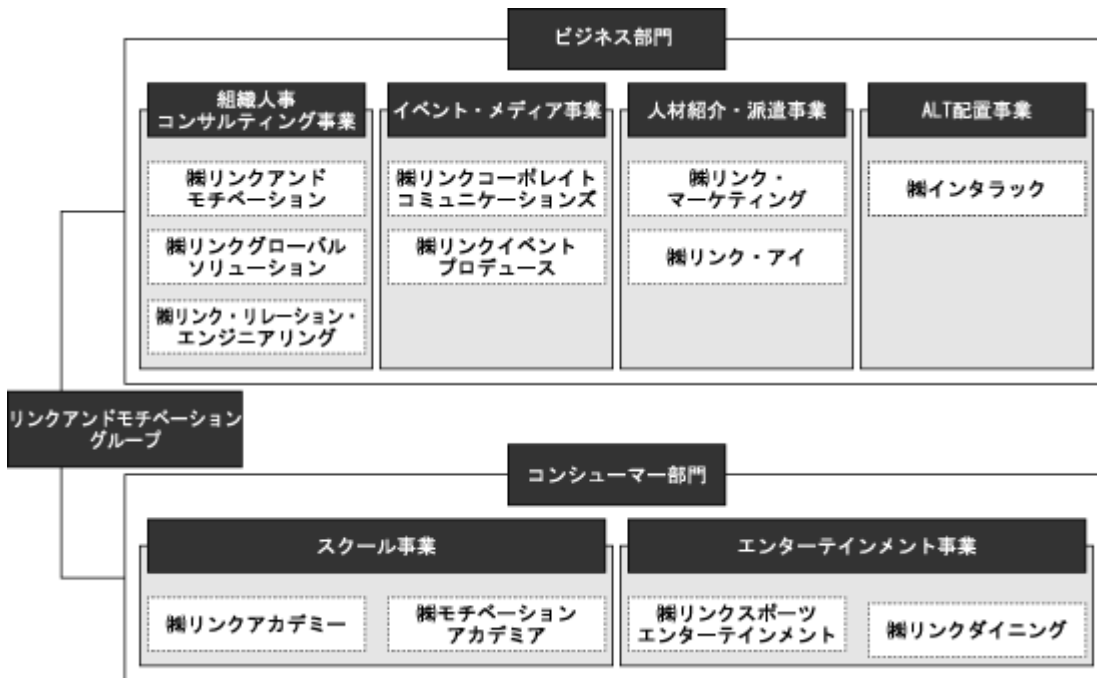 ビジネス部門
組織人事
コンサルティング事業
㈱リンクアンド
モチベーション
㈱リンクグローバル
ソリューション
㈱リンク・リレーション・
エンジニアリング
イベント・メディア事業
㈱リンクコーポレイト
コミュニケーションズ
㈱リンクイベント
プロデュース
人材紹介・派遣事業
㈱リンク・
マーケティング
㈱リンク・アイ
ALT配置事業
㈱インタラック
リンクアンドモチベーション
グループ
コンシューマー部門
スクール事業
㈱リンクアカデミー
㈱モチベーション
アカデミア
エンターテインメント事業
㈱リンクスポーツ
エンターテインメント
㈱リンクダイニング